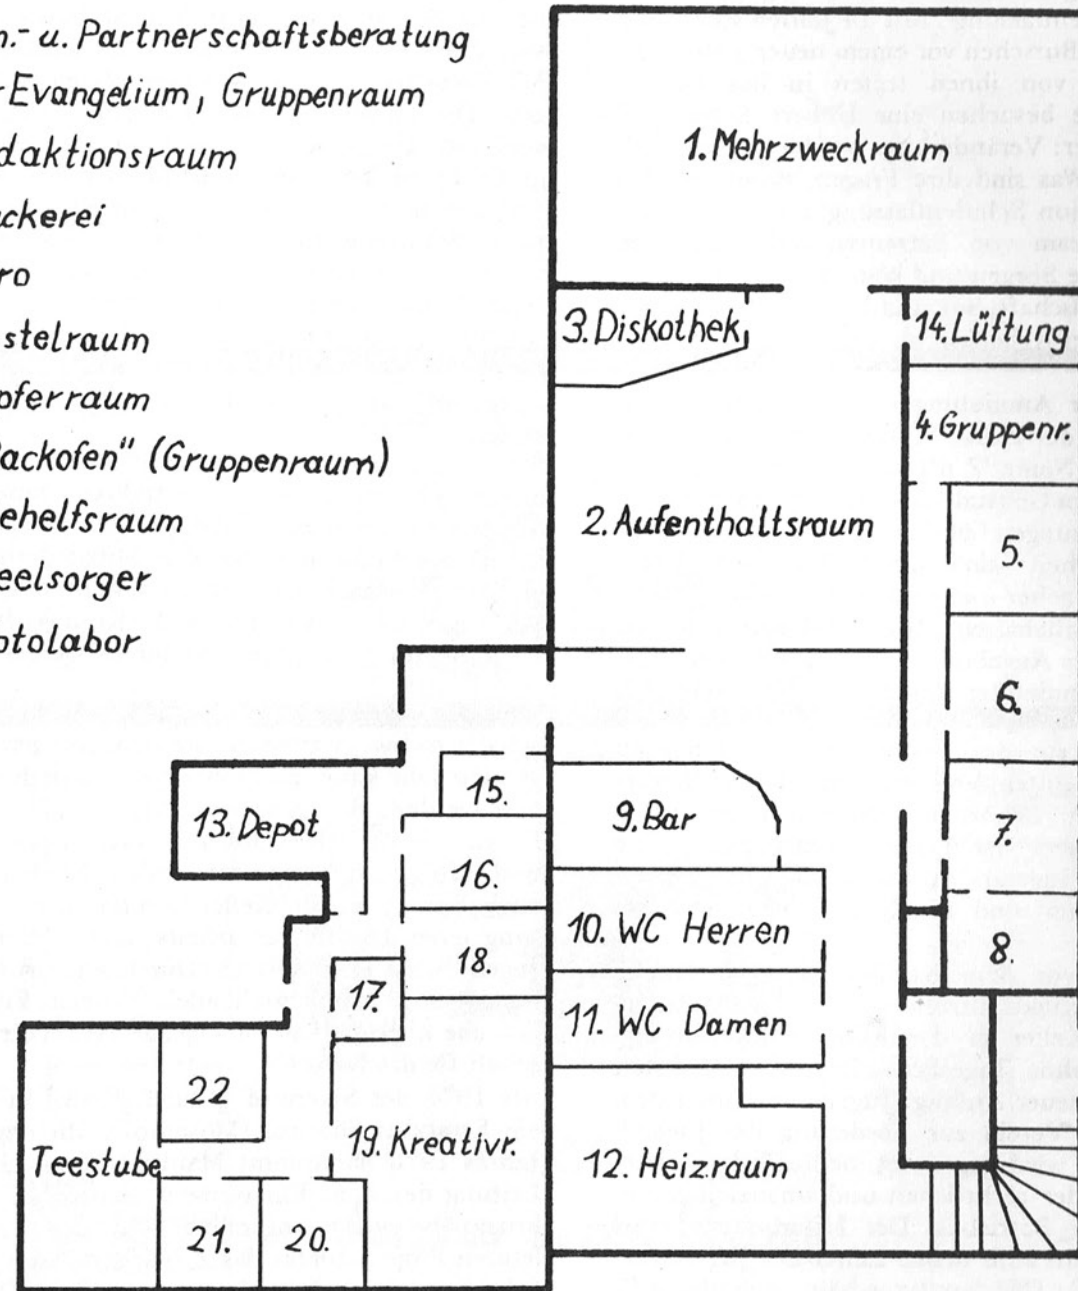 n.- u. Partnerschaftsberatung
r Evangelium, Gruppenraum
daktionsraum
uckerei
ro
stelraum
pferraum
Backofen" (Gruppenraum)
ehelfsraum
eelsorger
otolabor
1. Mehrzweckraum
3. Diskothek
14. Lüftung
4. Gruppenr.
2. Aufenthaltsraum
5.
6.
7.
8.
9. Bar
10. WC Herren
11. WC Damen
12. Heizraum
13. Depot
15.
16.
18.
17.
19. Kreativr.
22
Teestube
21.
20.